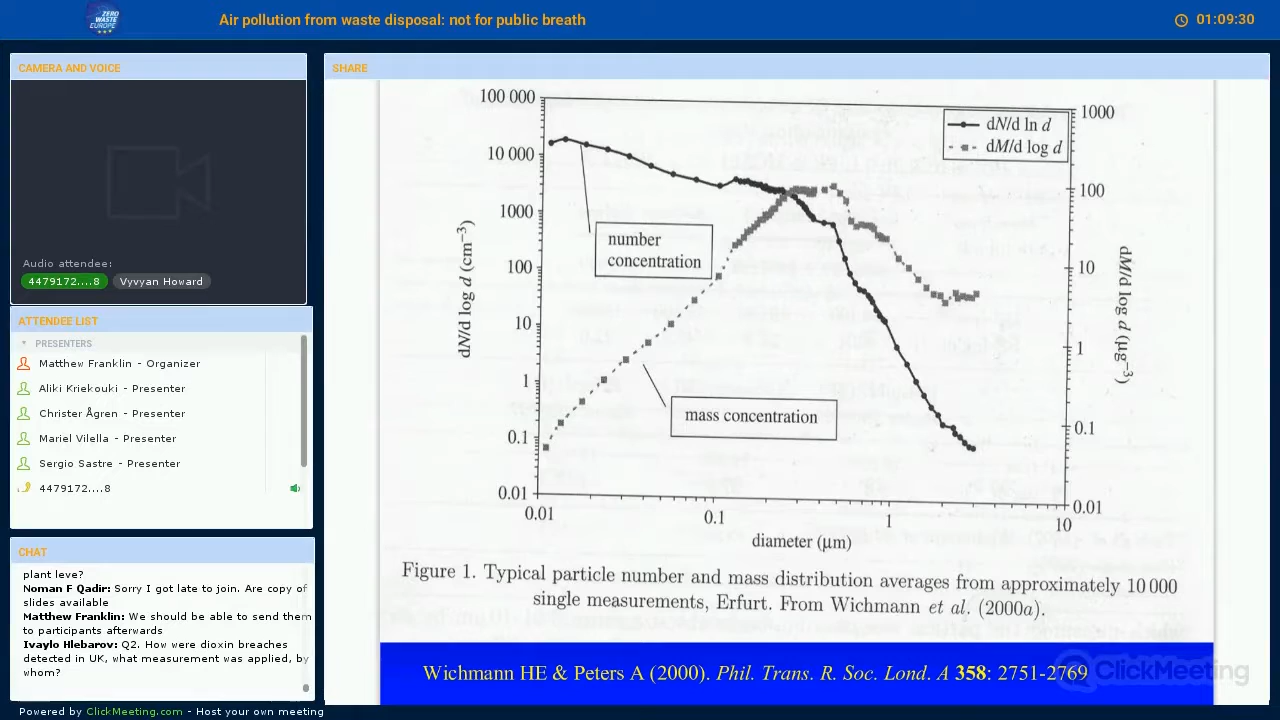 ZERO WASTE EUROPE
Air pollution from waste disposal: not for public breath
01:09:30
CAMERA AND VOICE
Audio attendee:
4479172....8
Vyvyan Howard
ATTENDEE LIST
PRESENTERS
Matthew Franklin - Organizer
Aliki Kriekouki - Presenter
Christer Ågren - Presenter
Mariel Vilella - Presenter
Sergio Sastre - Presenter
4479172....8
CHAT
plant leve?
Noman F Qadir: Sorry I got late to join. Are copy of
slides available
Matthew Franklin: We should be able to send them
to participants afterwards
Ivaylo Hlebarov: Q2. How were dioxin breaches
detected in UK, what measurement was applied, by
whom?
Powered by ClickMeeting.com - Host your own meeting
SHARE
100 000
10 000
1000
100
10
1
0.1
0.01
dN/d log d (cm⁻³)
dN/d ln d
dM/d log d
number
concentration
mass concentration
1000
100
10
1
0.1
0.01
dM/d log d (µg⁻³)
0.01
0.1
1
10
diameter (µm)
Figure 1. Typical particle number and mass distribution averages from approximately 10 000
single measurements, Erfurt. From Wichmann et al. (2000a).
Wichmann HE & Peters A (2000). Phil. Trans. R. Soc. Lond. A 358: 2751-2769
ClickMeeting